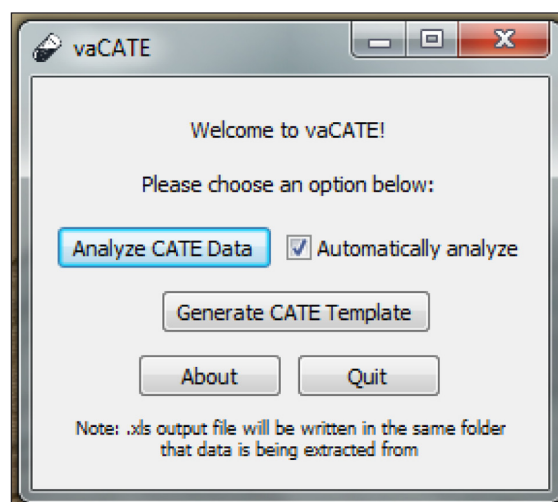 vaCATE
Welcome to vaCATE!
Please choose an option below:
Analyze CATE Data
Automatically analyze
Generate CATE Template
About
Quit
Note: .xls output file will be written in the same folder
that data is being extracted from